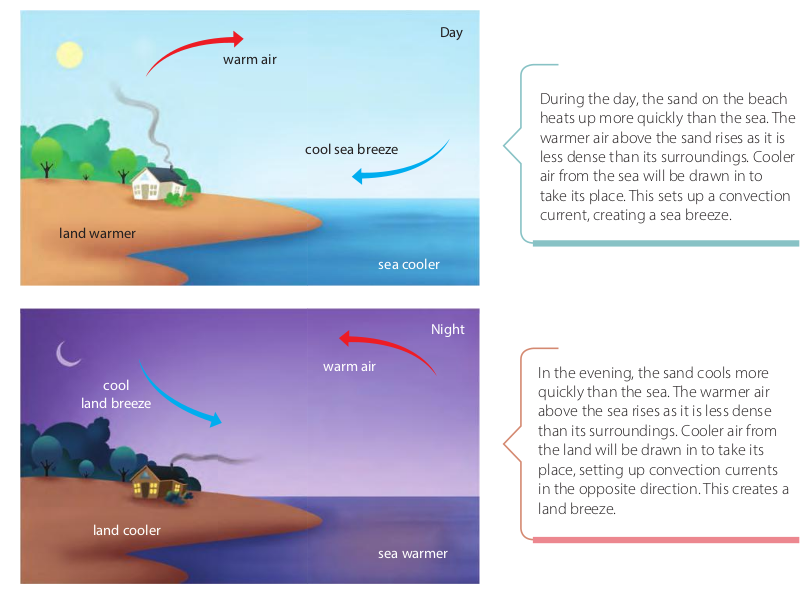 Day
warm air
cool sea breeze
land warmer
sea cooler
During the day, the sand on the beach
heats up more quickly than the sea. The
warmer air above the sand rises as it is
less dense than its surroundings. Cooler
air from the sea will be drawn in to
take its place. This sets up a convection
current, creating a sea breeze.
Night
warm air
cool
land breeze
land cooler
sea warmer
In the evening, the sand cools more
quickly than the sea. The warmer air
above the sea rises as it is less dense
than its surroundings. Cooler air from
the land will be drawn in to take its
place, setting up convection currents
in the opposite direction. This creates a
land breeze.